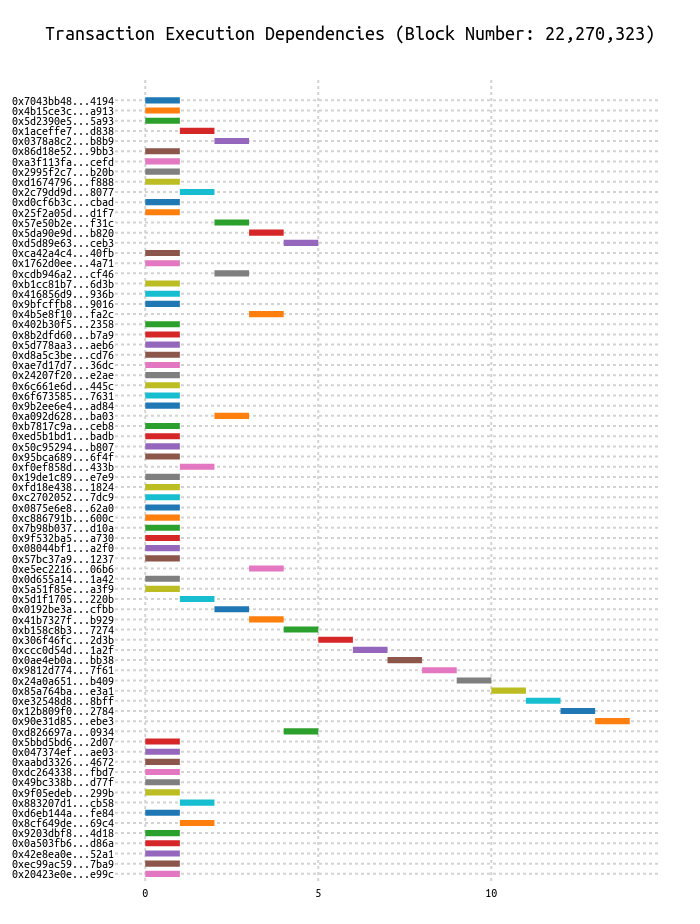 Transaction Execution Dependencies (Block Number: 22,270,323)
0x7043bb48...4194
0x4b15ce3c...a913
0x5d2390e5...5a93
0x1aceffe7...d838
0x0378a8c2...b8b9
0x86d18e52...9bb3
0xa3f113fa...cefd
0x2995f2c7...b20b
0xd1674796...f888
0x2c79dd9d...8077
0xd0cf6b3c...cbad
0x25f2a05d...d1f7
0x57e50b2e...f31c
0x5da90e9d...b820
0xd5d89e63...ceb3
0xca42a4c4...40fb
0x1762d0ee...4a71
0xcdb946a2...cf46
0xb1cc81b7...6d3b
0x416856d9...936b
0x9bfcffb8...9016
0x4b5e8f10...fa2c
0x402b30f5...2358
0x8b2dfd60...b7a9
0x5d778aa3...aeb6
0xd8a5c3be...cd76
0xae7d17d7...36dc
0x24207f20...e2ae
0x6c661e6d...445c
0x6f673585...7631
0x9b2ee6e4...ad84
0xa092d628...ba03
0xb7817c9a...ceb8
0xed5b1bd1...badb
0x50c95294...b807
0x95bca689...6f4f
0xf0ef858d...433b
0x19de1c89...e7e9
0xfd18e438...1824
0xc2702052...7dc9
0x0875e6e8...62a0
0xc886791b...600c
0x7b98b037...d10a
0x9f532ba5...a730
0x08044bf1...a2f0
0x57bc37a9...1237
0xe5ec2216...06b6
0x0d655a14...1a42
0x5a51f85e...a3f9
0x5d1f1705...220b
0x0192be3a...cfbb
0x41b7327f...b929
0xb158c8b3...7274
0x306f46fc...2d3b
0xccc0d54d...1a2f
0x0ae4eb0a...bb38
0x9812d774...7f61
0x24a0a651...b409
0x85a764ba...e3a1
0xe32548d8...8bff
0x12b809f0...2784
0x90e31d85...ebe3
0xd826697a...0934
0x5bbd5bd6...2d07
0x047374ef...ae03
0xaabd3326...4672
0xdc264338...fbd7
0x49bc338b...d77f
0x9f05edeb...299b
0x883207d1...cb58
0xd6eb144a...fe84
0x8cf649de...69c4
0x9203dbf8...4d18
0x0a503fb6...d86a
0x42e8ea0e...52a1
0xec99ac59...7ba9
0x20423e0e...e99c
0 5 10